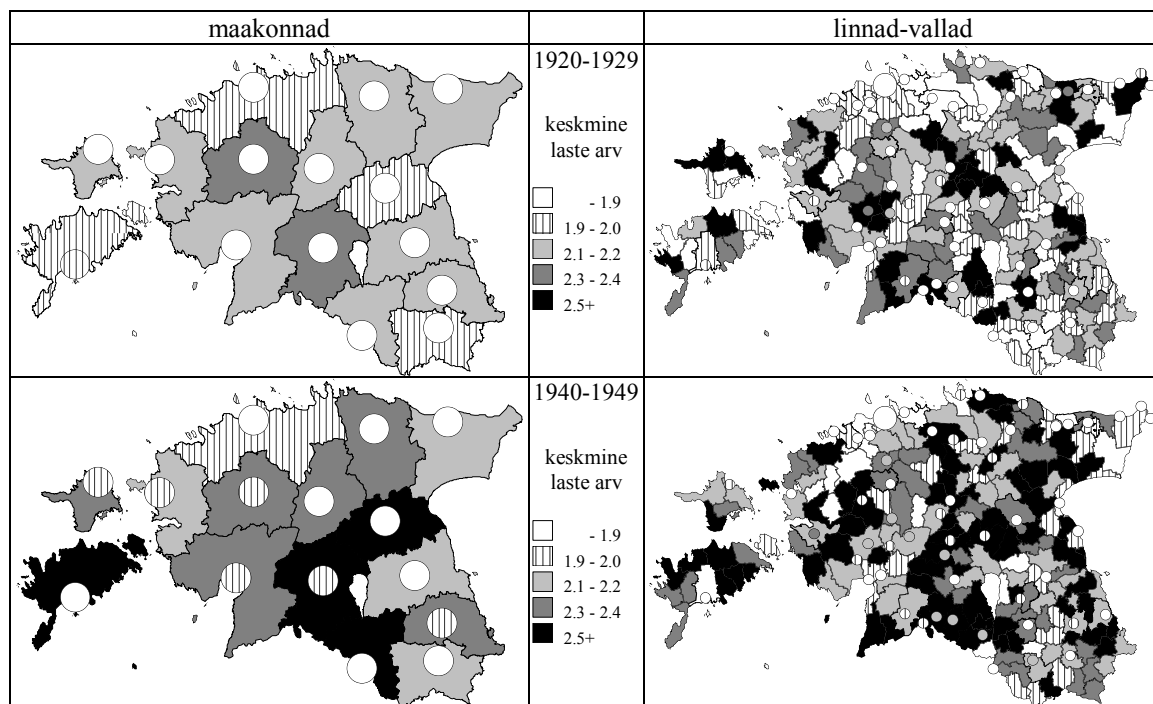 maakonnad
linnad-vallad
1920-1929
keskmine
laste arv
- 1.9
1.9 - 2.0
2.1 - 2.2
2.3 - 2.4
2.5+
1940-1949
keskmine
laste arv
- 1.9
1.9 - 2.0
2.1 - 2.2
2.3 - 2.4
2.5+